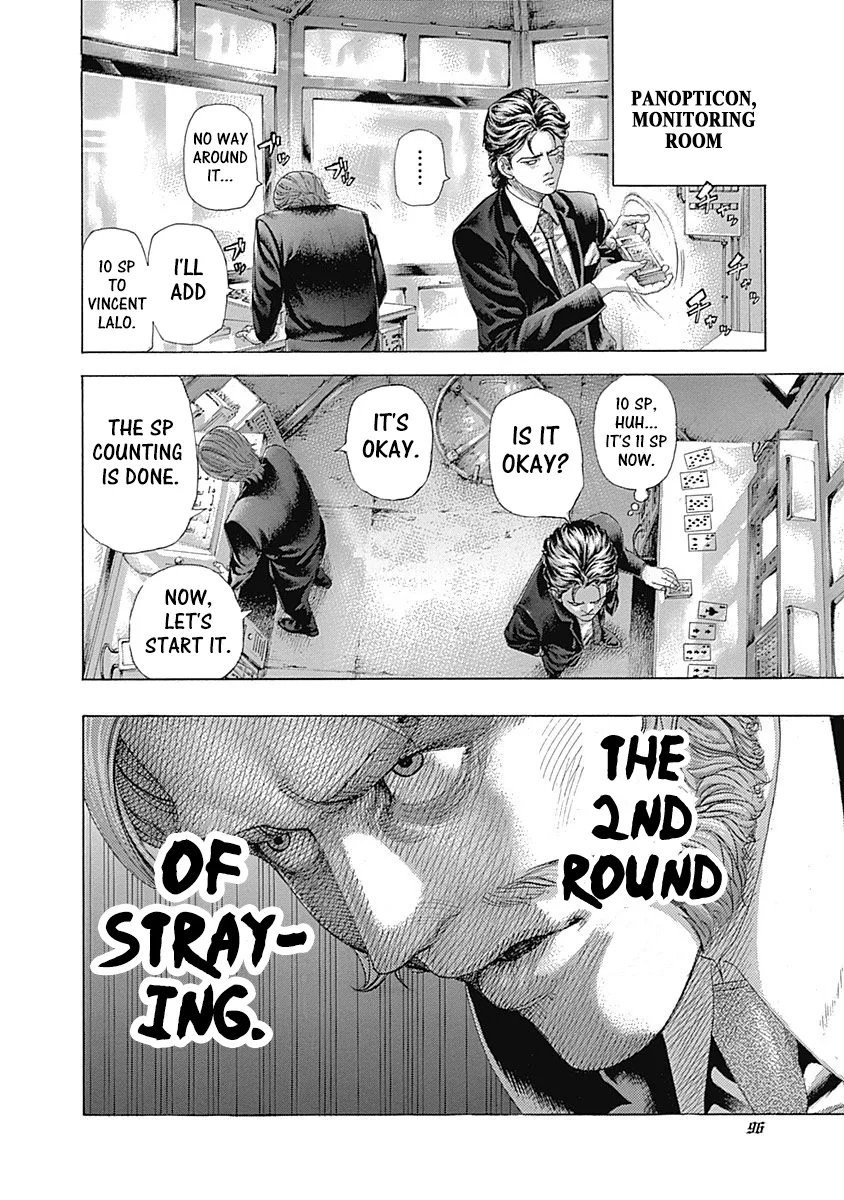 PANOPTICON,
MONITORING
ROOM
......
NO WAY
AROUND
IT...
I'LL
ADD
10 SP
TO
VINCENT
LALO.
10 SP,
HUH...
IT'S 11 SP
NOW.
IS IT
OKAY?
IT'S
OKAY.
THE SP
COUNTING
IS DONE.
NOW,
LET'S
START IT.
THE
2ND
ROUND
OF
STRAY-
ING.
96